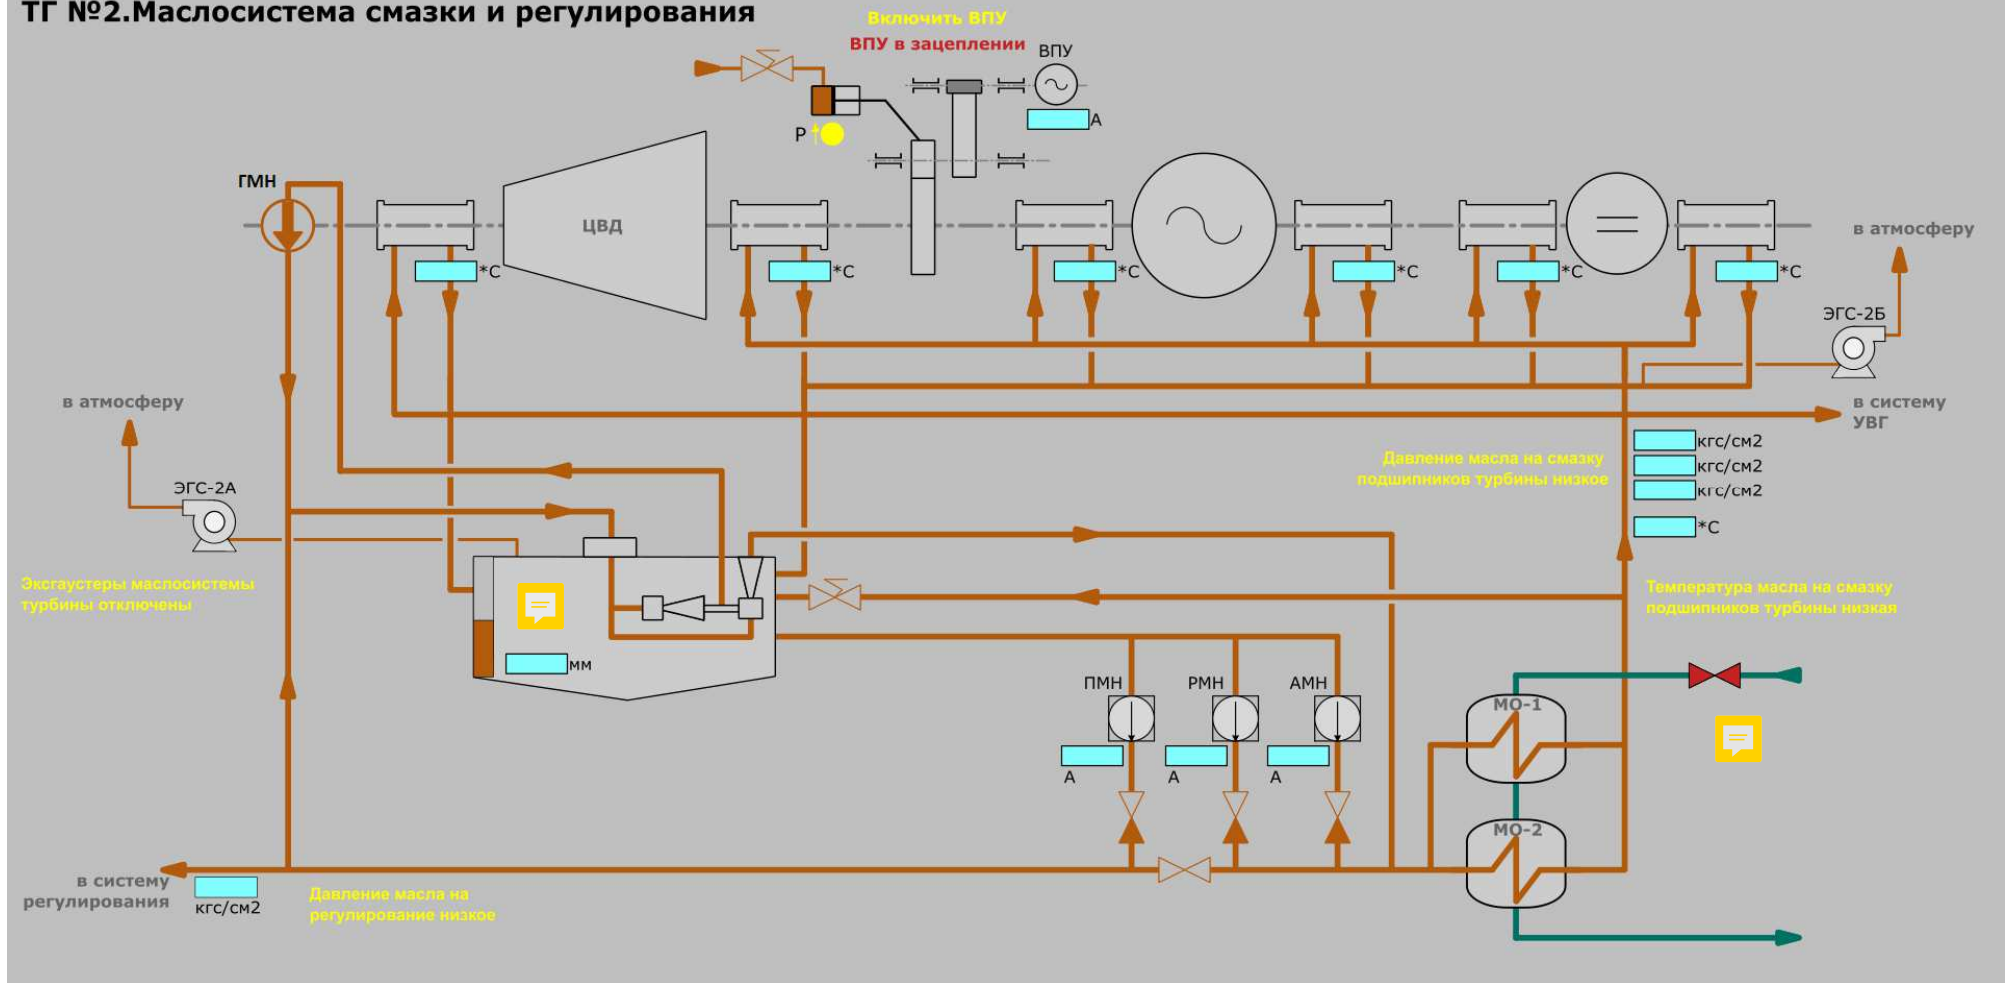 ТГ №2.Маслосистема смазки и регулирования
Включить ВПУ
ВПУ в зацеплении
ВПУ
А
Р
ГМН
ЦВД
*С
*С
*С
*С
*С
*С
в атмосферу
ЭГС-2Б
в атмосферу
в систему
УВГ
ЭГС-2А
Давление масла на смазку
подшипников турбины низкое
кгс/см2
кгс/см2
кгс/см2
*С
Эксгаустеры маслосистемы
турбины отключены
Температура масла на смазку
подшипников турбины низкая
мм
ПМН
РМН
АМН
А
А
А
МО-1
МО-2
в систему
регулирования
кгс/см2
Давление масла на
регулирование низкое